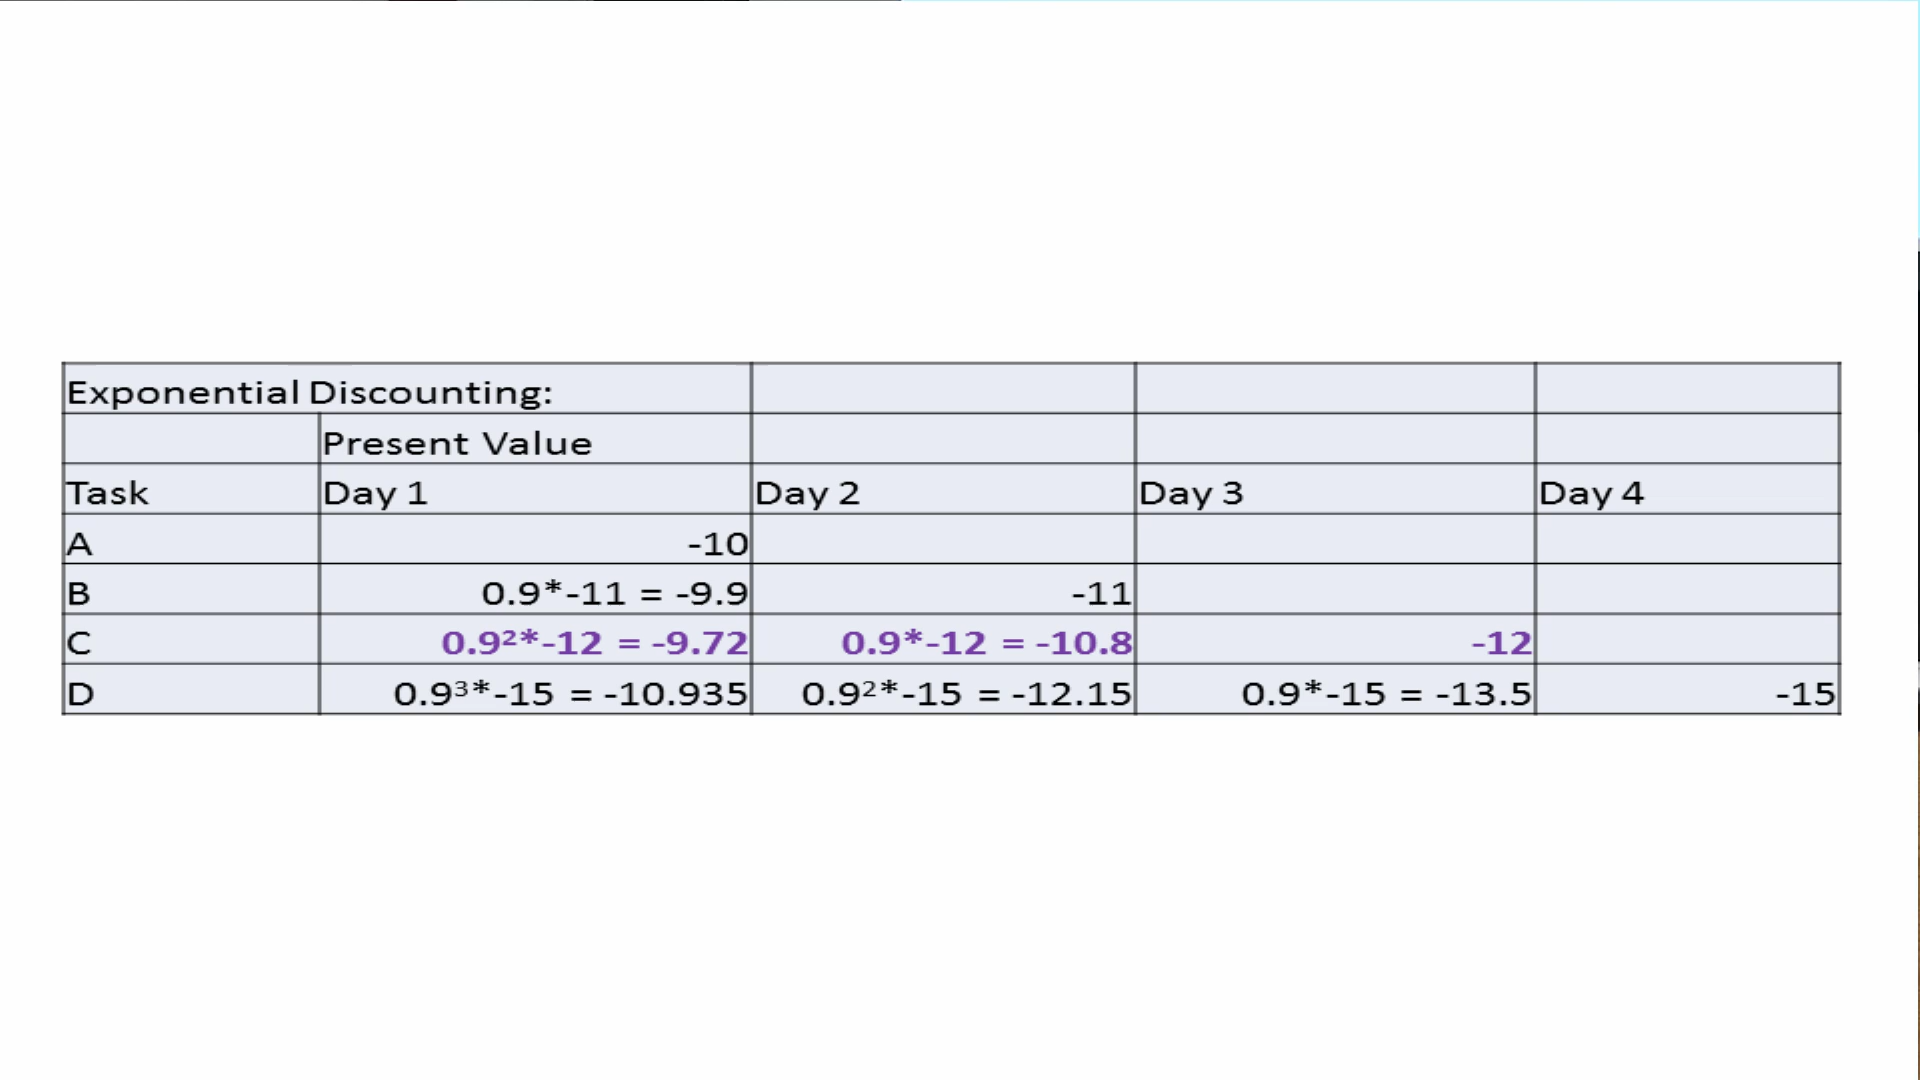 Exponential Discounting:
Present Value
Task Day 1 Day 2 Day 3 Day 4
A -10
B 0.9*-11 = -9.9 -11
C 0.9²*-12 = -9.72 0.9*-12 = -10.8 -12
D 0.9³*-15 = -10.935 0.9²*-15 = -12.15 0.9*-15 = -13.5 -15